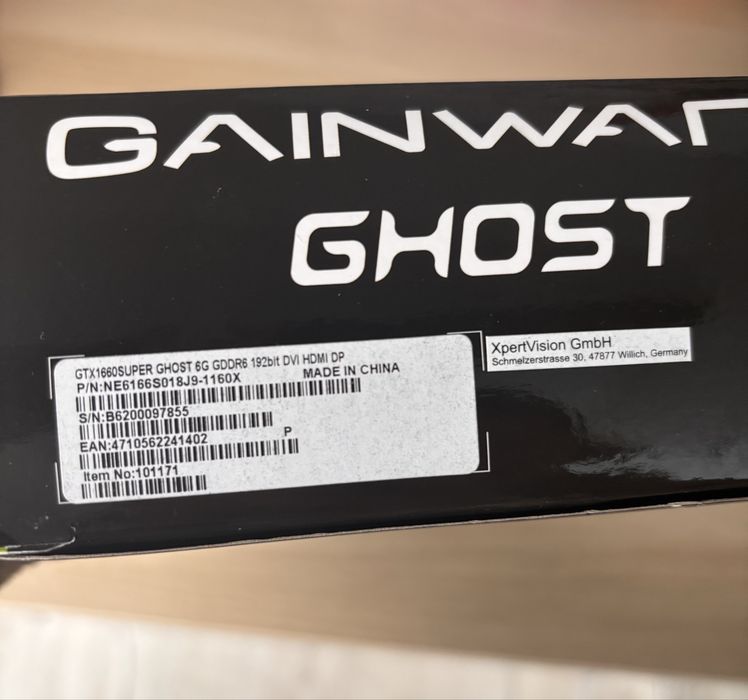 GAINWAR
GHOST
GTX1660SUPER GHOST 6G GDDR6 192bit DVI HDMI DP
P/N:NE6166S018J9-1160X MADE IN CHINA
S/N:B6200097855
EAN:4710562241402 P
Item No:101171
XpertVision GmbH
Schmelzerstrasse 30, 47877 Willich, Germany